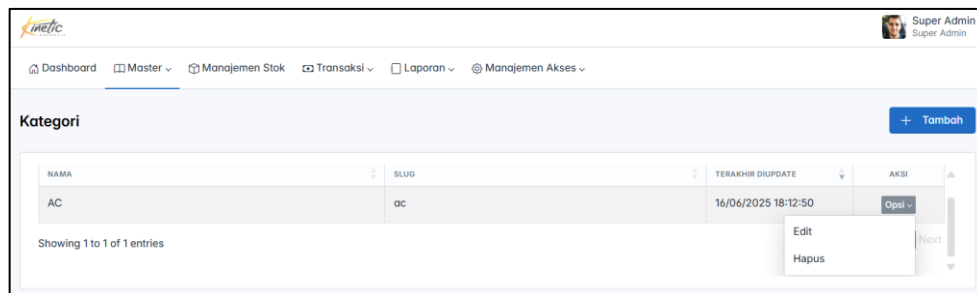 Kinetic
Super Admin
Super Admin
Dashboard Master Manajemen Stok Transaksi Laporan Manajemen Akses
Kategori
+ Tambah
NAMA SLUG TERAKHIR DIUPDATE AKSI
AC ac 16/06/2025 18:12:50 Opsi
Edit
Showing 1 to 1 of 1 entries Next
Hapus